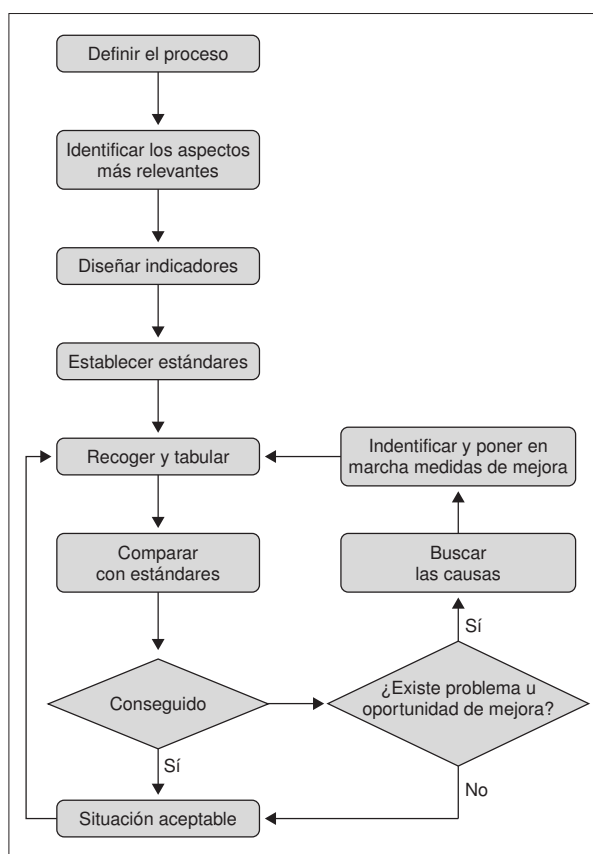 Definir el proceso
Identificar los aspectos
más relevantes
Diseñar indicadores
Establecer estándares
Recoger y tabular
Indentificar y poner en
marcha medidas de mejora
Comparar
con estándares
Buscar
las causas
Sí
Conseguido
¿Existe problema u
oportunidad de mejora?
Sí
No
Situación aceptable